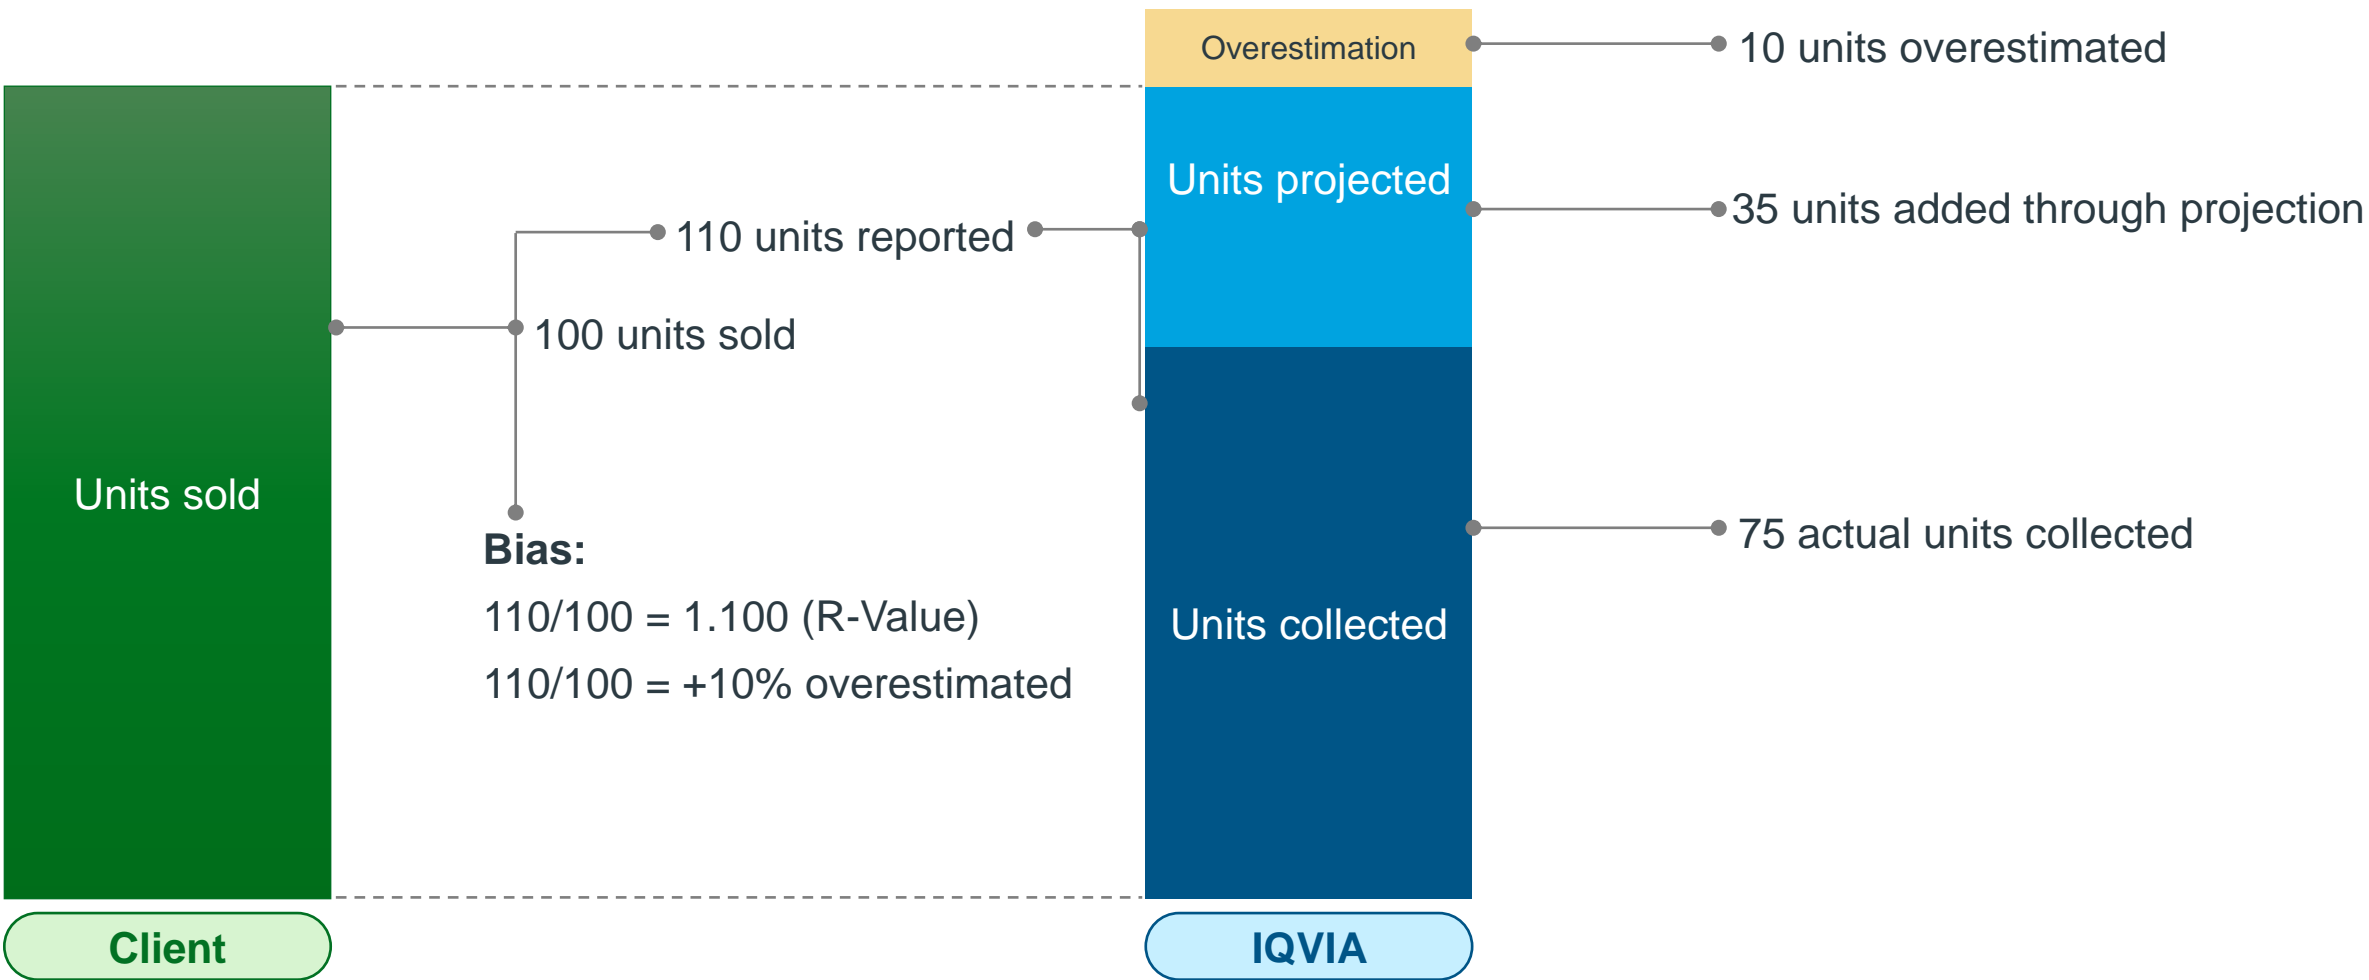 Overestimation
10 units overestimated
Units projected
35 units added through projection
110 units reported
100 units sold
Units sold
75 actual units collected
Bias:
110/100 = 1.100 (R-Value)
Units collected
110/100 = +10% overestimated
Client
IQVIA